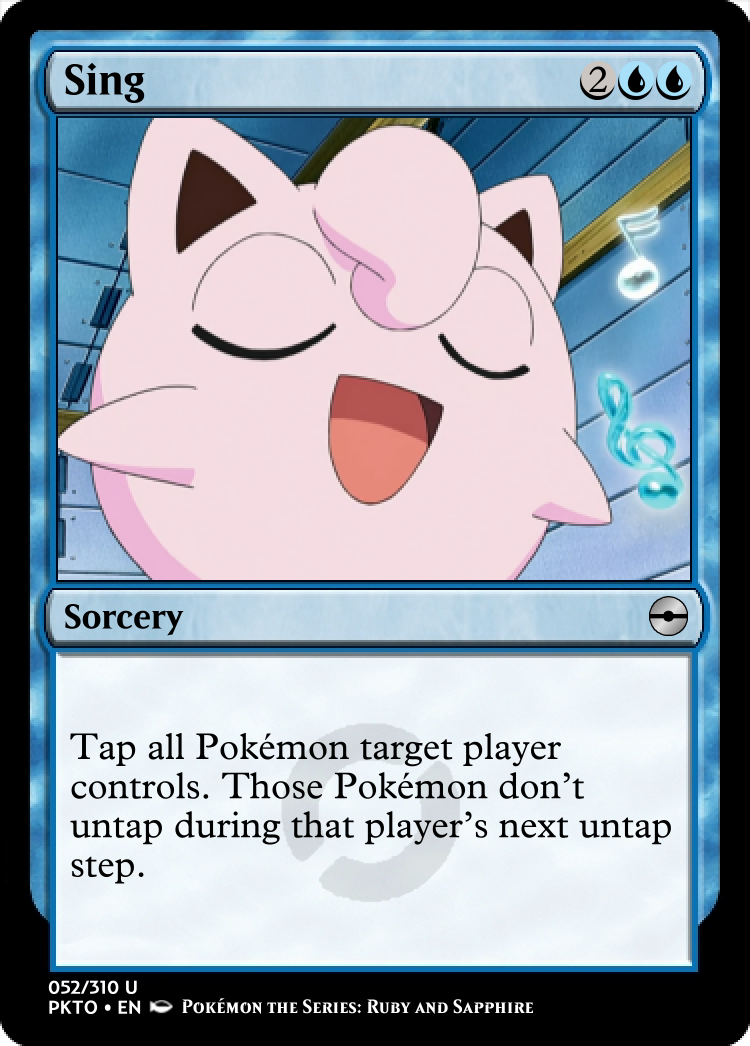 Sing 2
Sorcery
Tap all Pokémon target player
controls. Those Pokémon don't
untap during that player's next untap
step.
052/310 U
PKTO • EN Pokémon the Series: Ruby and Sapphire